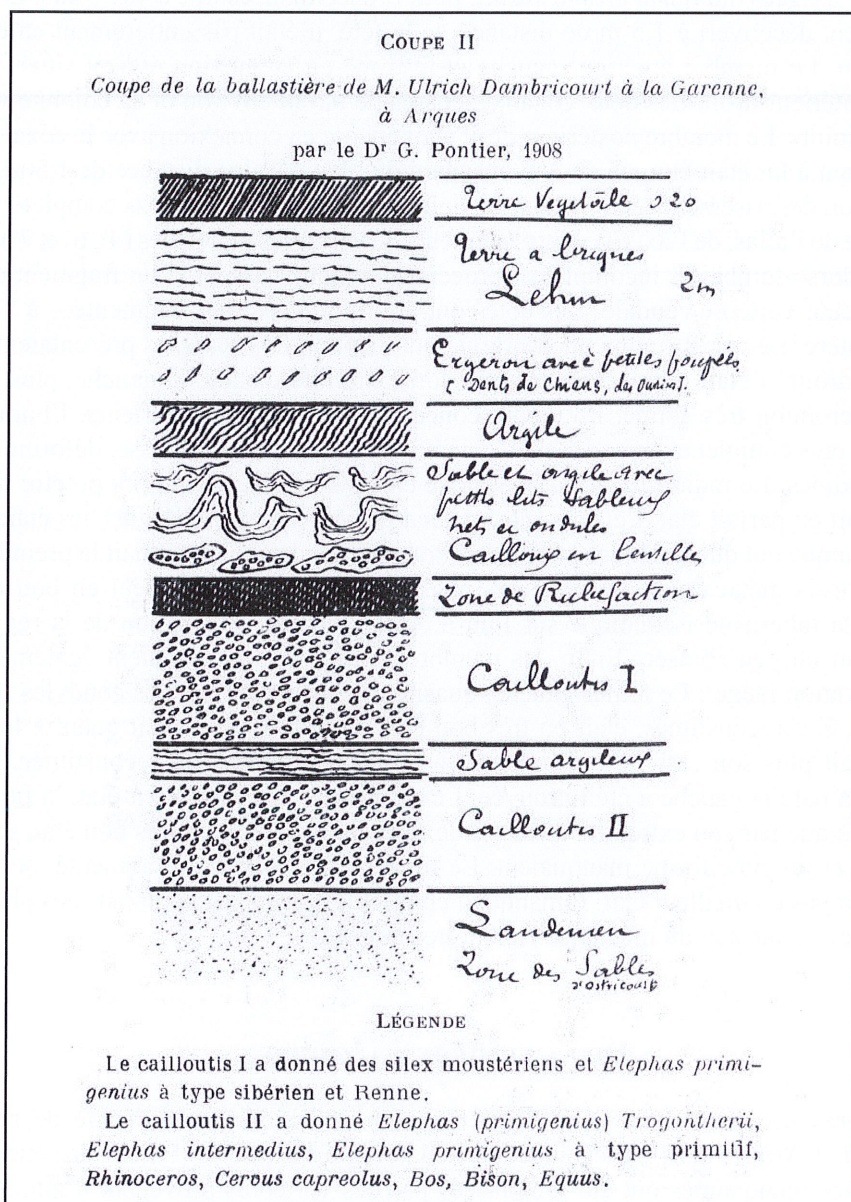 COUPE II
Coupe de la ballastière de M. Ulrich Dambricourt à la Garenne,
à Arques
par le Dr G. Pontier, 1908
Terre Végétale 0 20
Terre a briques
Lehm 2m
Ergeron avec petites poupées
(Dents de Chiens, des Ouvriers).
Argile
Sable et argile avec
petits lits Sableux
nets et ondulés
Cailloux en lentilles
Zone de Rubéfaction
Cailloutis I
Sable argileux
Cailloutis II
Landenien
Zone des Sables
d'Ostricourt
LÉGENDE
Le cailloutis I a donné des silex moustériens et Elephas primi-
genius à type sibérien et Renne.
Le cailloutis II a donné Elephas (primigenius) Trogontherii,
Elephas intermedius, Elephas primigenius à type primitif,
Rhinoceros, Cervus capreolus, Bos, Bison, Equus.